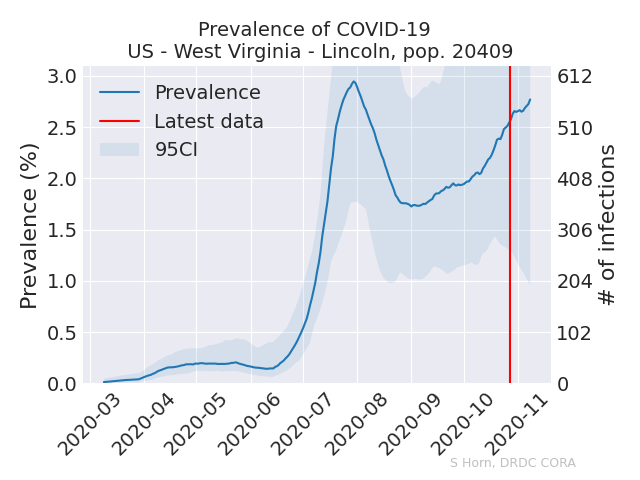 Prevalence of COVID-19
US - West Virginia - Lincoln, pop. 20409
Prevalence (%)
3.0
2.5
2.0
1.5
1.0
0.5
0.0
Prevalence
Latest data
95CI
612
510
408
306
204
102
0
# of infections
2020-03
2020-04
2020-05
2020-06
2020-07
2020-08
2020-09
2020-10
2020-11
S Horn, DRDC CORA